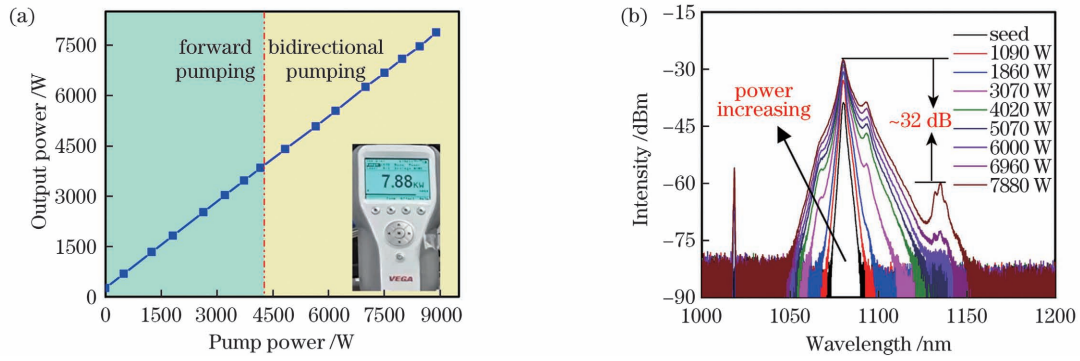 (a)
7500
6000
4500
3000
1500
0
Output power /W
forward
pumping
bidirectional
pumping
7.88KW
VEGA
0 1500 3000 4500 6000 7500 9000
Pump power /W
(b)
-15
-30
-45
-60
-75
-90
Intensity /dBm
power
increasing
~32 dB
seed
1090 W
1860 W
3070 W
4020 W
5070 W
6000 W
6960 W
7880 W
1000 1050 1100 1150 1200
Wavelength /nm